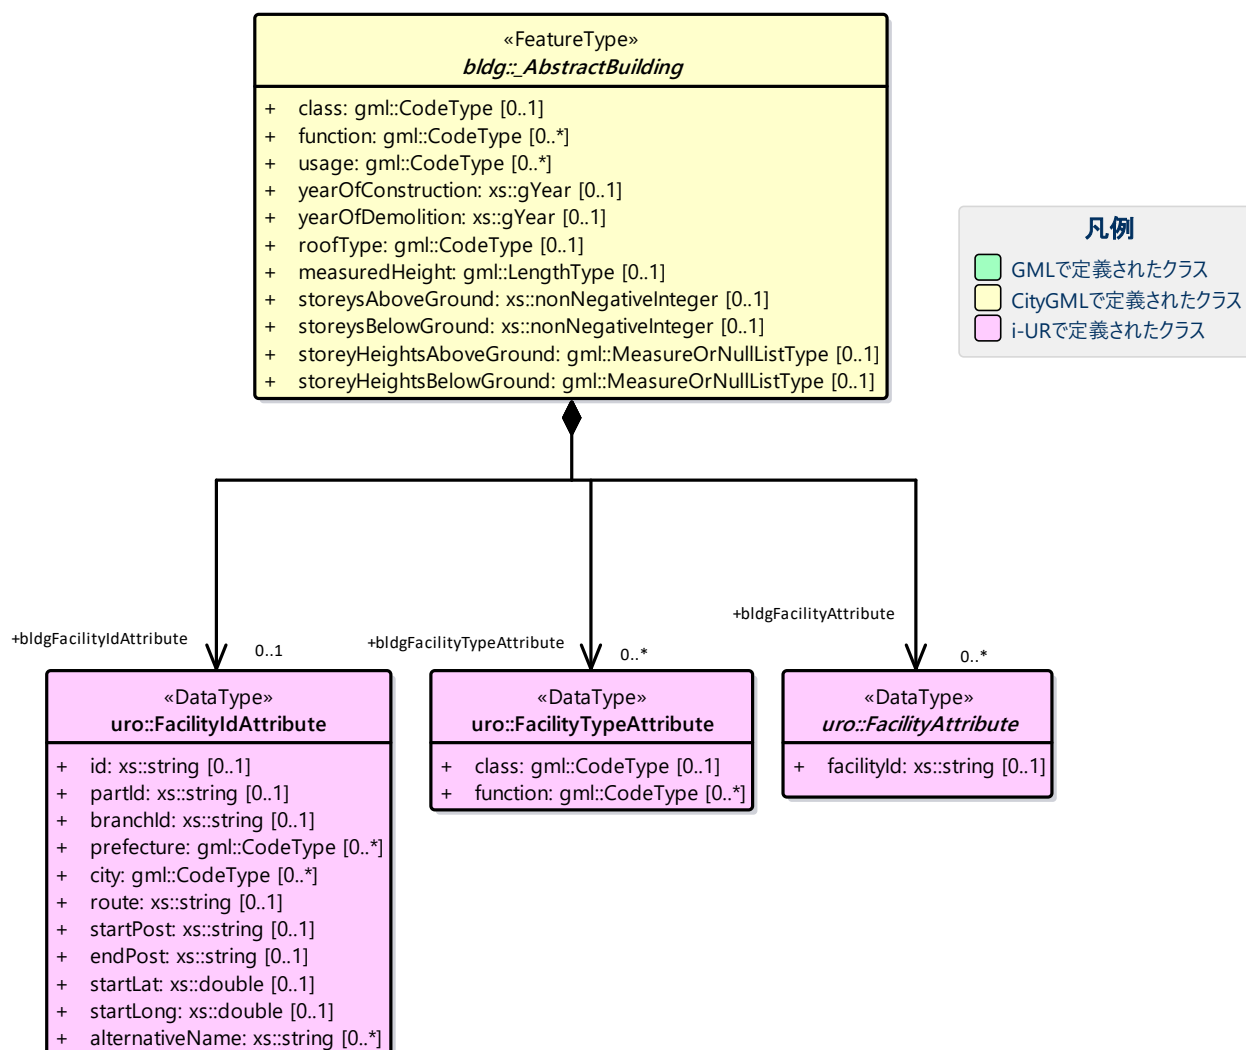 «FeatureType»
bldg::_AbstractBuilding
+ class: gml::CodeType [0..1]
+ function: gml::CodeType [0..*]
+ usage: gml::CodeType [0..*]
+ yearOfConstruction: xs::gYear [0..1]
+ yearOfDemolition: xs::gYear [0..1]
+ roofType: gml::CodeType [0..1]
+ measuredHeight: gml::LengthType [0..1]
+ storeysAboveGround: xs::nonNegativeInteger [0..1]
+ storeysBelowGround: xs::nonNegativeInteger [0..1]
+ storeyHeightsAboveGround: gml::MeasureOrNullListType [0..1]
+ storeyHeightsBelowGround: gml::MeasureOrNullListType [0..1]
凡例
GMLで定義されたクラス
CityGMLで定義されたクラス
i-URで定義されたクラス
+bldgFacilityIdAttribute
0..1
+bldgFacilityTypeAttribute
0..*
+bldgFacilityAttribute
0..*
«DataType»
uro::FacilityIdAttribute
+ id: xs::string [0..1]
+ partId: xs::string [0..1]
+ branchId: xs::string [0..1]
+ prefecture: gml::CodeType [0..*]
+ city: gml::CodeType [0..*]
+ route: xs::string [0..1]
+ startPost: xs::string [0..1]
+ endPost: xs::string [0..1]
+ startLat: xs::double [0..1]
+ startLong: xs::double [0..1]
+ alternativeName: xs::string [0..*]
«DataType»
uro::FacilityTypeAttribute
+ class: gml::CodeType [0..1]
+ function: gml::CodeType [0..*]
«DataType»
uro::FacilityAttribute
+ facilityId: xs::string [0..1]